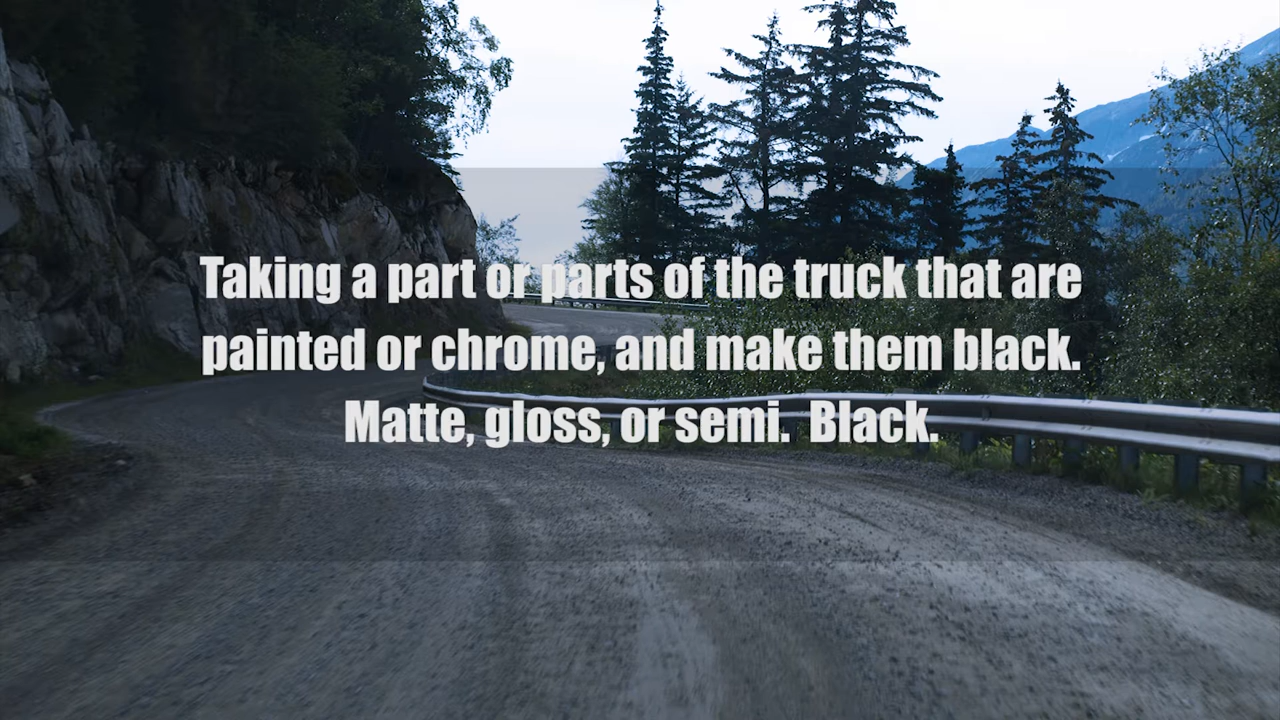 Taking a part or parts of the truck that are
painted or chrome, and make them black.
Matte, gloss, or semi.  Black.